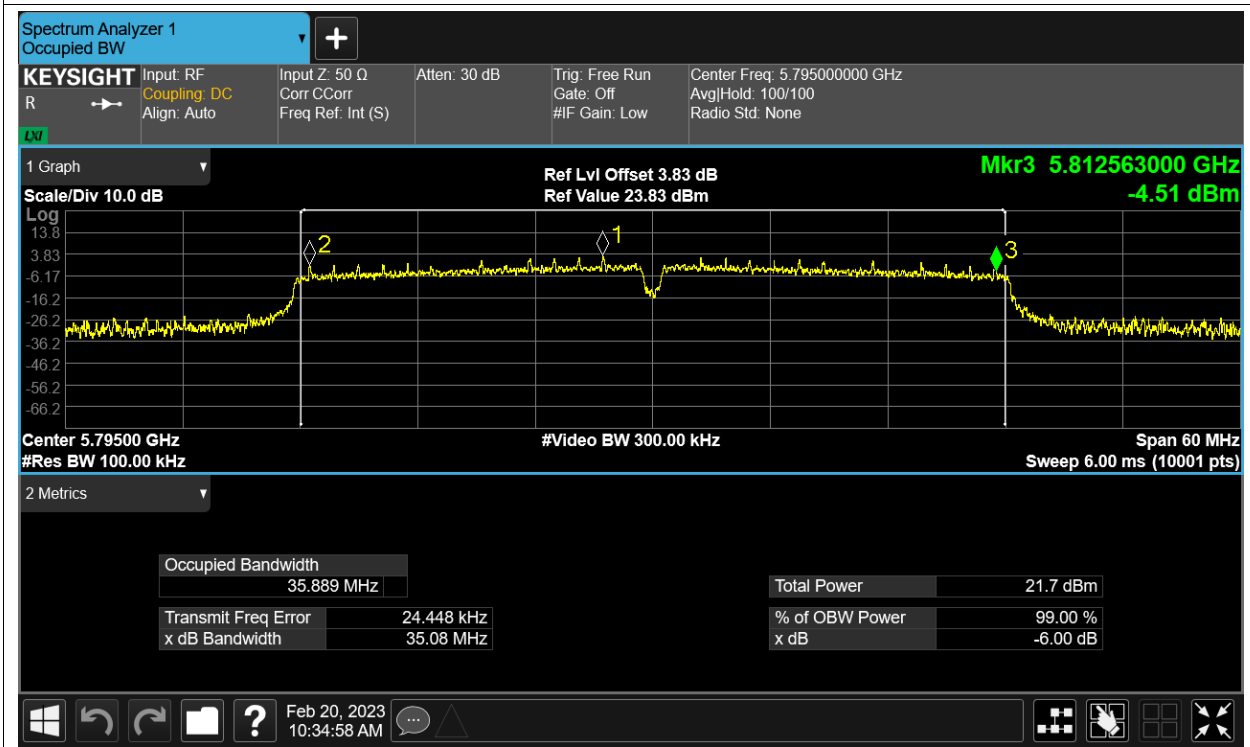 Spectrum Analyzer 1
Occupied BW
KEYSIGHT
R
LXI
Input: RF
Coupling: DC
Align: Auto
Input Z: 50 Ω
Corr CCorr
Freq Ref: Int (S)
Atten: 30 dB
Trig: Free Run
Gate: Off
#IF Gain: Low
Center Freq: 5.795000000 GHz
Avg|Hold: 100/100
Radio Std: None
1 Graph
Scale/Div 10.0 dB
Ref Lvl Offset 3.83 dB
Ref Value 23.83 dBm
Mkr3 5.812563000 GHz
-4.51 dBm
Log
13.8
3.83
-6.17
-16.2
-26.2
-36.2
-46.2
-56.2
-66.2
2
1
3
Center 5.79500 GHz
#Res BW 100.00 kHz
#Video BW 300.00 kHz
Span 60 MHz
Sweep 6.00 ms (10001 pts)
2 Metrics
Occupied Bandwidth
35.889 MHz
Transmit Freq Error 24.448 kHz
x dB Bandwidth 35.08 MHz
Total Power 21.7 dBm
% of OBW Power 99.00 %
x dB -6.00 dB
Feb 20, 2023
10:34:58 AM